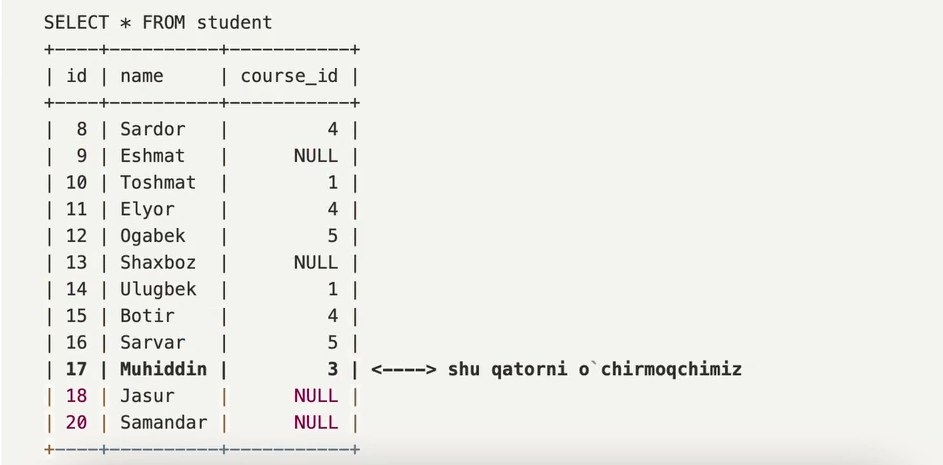 SELECT * FROM student
+----+----------+-----------+
| id | name     | course_id |
+----+----------+-----------+
|  8 | Sardor   |         4 |
|  9 | Eshmat   |      NULL |
| 10 | Toshmat  |         1 |
| 11 | Elyor    |         4 |
| 12 | Ogabek   |         5 |
| 13 | Shaxboz  |      NULL |
| 14 | Ulugbek  |         1 |
| 15 | Botir    |         4 |
| 16 | Sarvar   |         5 |
| 17 | Muhiddin |         3 | <----> shu qatorni o`chirmoqchimiz
| 18 | Jasur    |      NULL |
| 20 | Samandar |      NULL |
+----+----------+-----------+